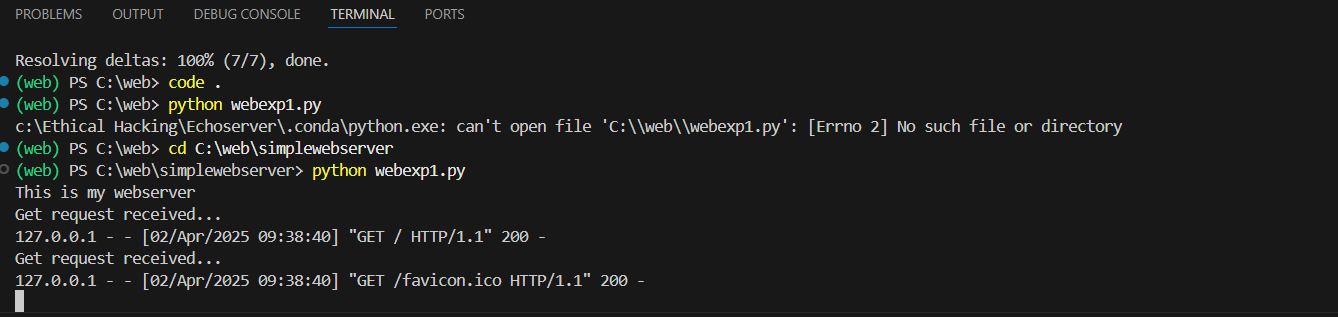 PROBLEMS OUTPUT DEBUG CONSOLE TERMINAL PORTS
Resolving deltas: 100% (7/7), done.
(web) PS C:\web> code .
(web) PS C:\web> python webexp1.py
c:\Ethical Hacking\Echoserver\.conda\python.exe: can't open file 'C:\\web\\webexp1.py': [Errno 2] No such file or directory
(web) PS C:\web> cd C:\web\simplewebserver
(web) PS C:\web\simplewebserver> python webexp1.py
This is my webserver
Get request received...
127.0.0.1 - - [02/Apr/2025 09:38:40] "GET / HTTP/1.1" 200 -
Get request received...
127.0.0.1 - - [02/Apr/2025 09:38:40] "GET /favicon.ico HTTP/1.1" 200 -